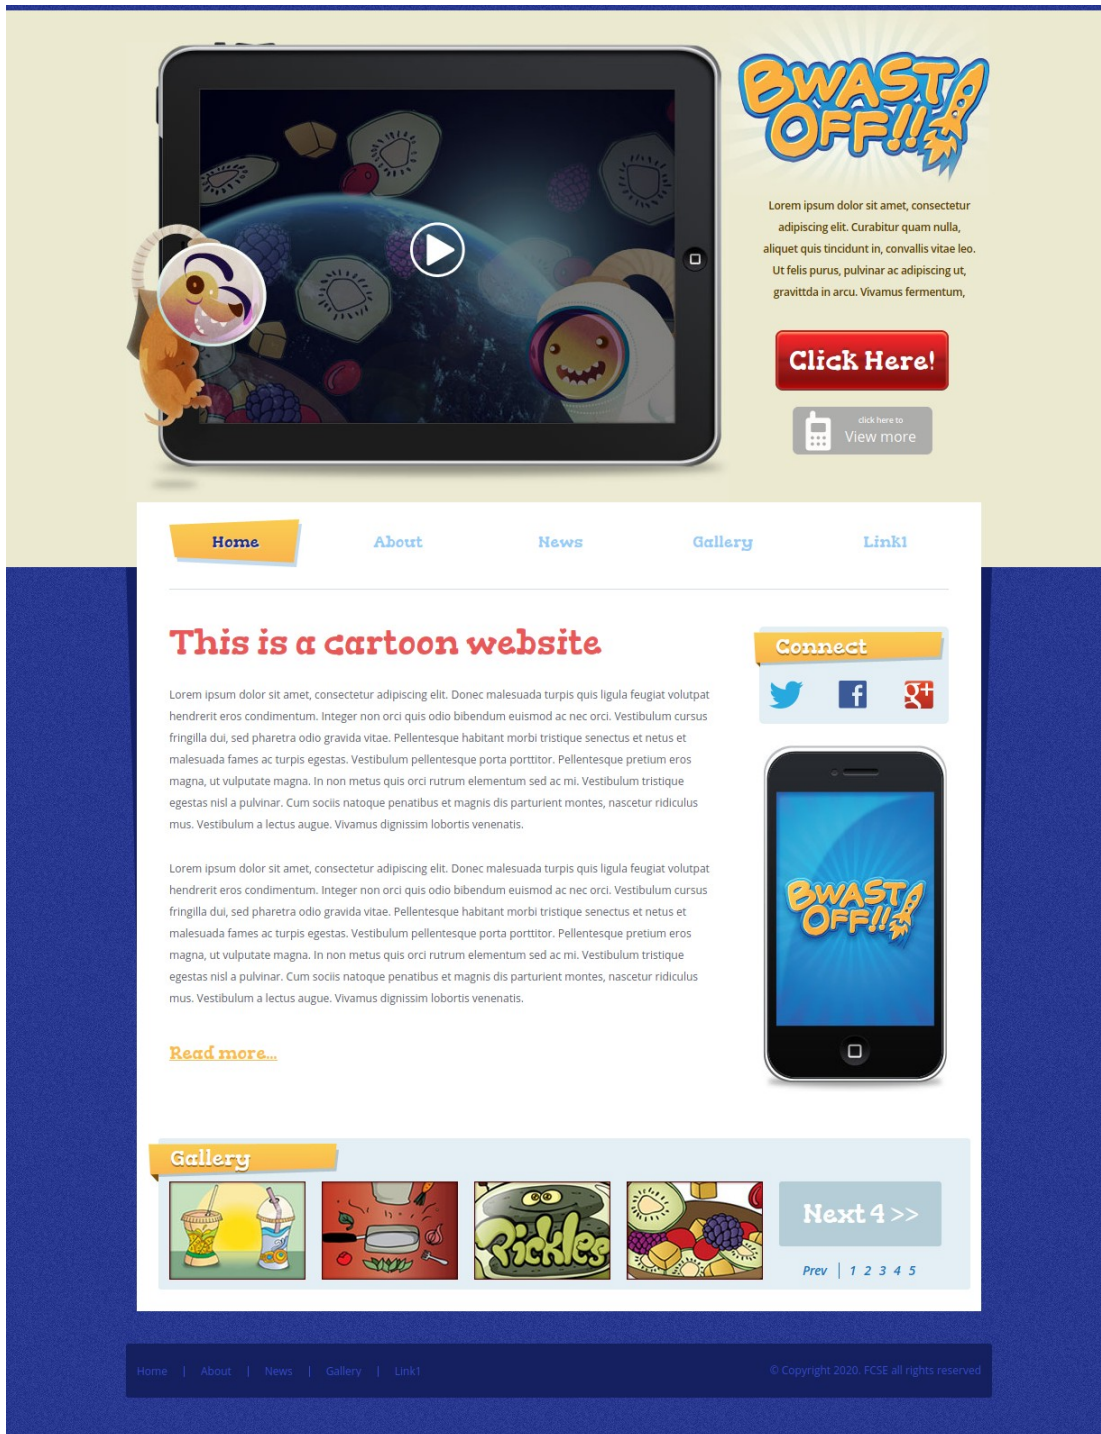 BWAST
OFF!!
Lorem ipsum dolor sit amet, consectetur
adipiscing elit. Curabitur quam nulla,
aliquet quis tincidunt in, convallis vitae leo.
Ut felis purus, pulvinar ac adipiscing ut,
gravittda in arcu. Vivamus fermentum,
Click Here!
click here to
View more
Home About News Gallery Link1
This is a cartoon website
Lorem ipsum dolor sit amet, consectetur adipiscing elit. Donec malesuada turpis quis ligula feugiat volutpat
hendrerit eros condimentum. Integer non orci quis odio bibendum euismod ac nec orci. Vestibulum cursus
fringilla dui, sed pharetra odio gravida vitae. Pellentesque habitant morbi tristique senectus et netus et
malesuada fames ac turpis egestas. Vestibulum pellentesque porta porttitor. Pellentesque pretium eros
magna, ut vulputate magna. In non metus quis orci rutrum elementum sed ac mi. Vestibulum tristique
egestas nisl a pulvinar. Cum sociis natoque penatibus et magnis dis parturient montes, nascetur ridiculus
mus. Vestibulum a lectus augue. Vivamus dignissim lobortis venenatis.
Lorem ipsum dolor sit amet, consectetur adipiscing elit. Donec malesuada turpis quis ligula feugiat volutpat
hendrerit eros condimentum. Integer non orci quis odio bibendum euismod ac nec orci. Vestibulum cursus
fringilla dui, sed pharetra odio gravida vitae. Pellentesque habitant morbi tristique senectus et netus et
malesuada fames ac turpis egestas. Vestibulum pellentesque porta porttitor. Pellentesque pretium eros
magna, ut vulputate magna. In non metus quis orci rutrum elementum sed ac mi. Vestibulum tristique
egestas nisl a pulvinar. Cum sociis natoque penatibus et magnis dis parturient montes, nascetur ridiculus
mus. Vestibulum a lectus augue. Vivamus dignissim lobortis venenatis.
Read more...
Connect
BWAST
OFF!!
Gallery
Pickles
Next 4 >>
Prev | 1 2 3 4 5
Home | About | News | Gallery | Link1
© Copyright 2020. FCSE all rights reserved